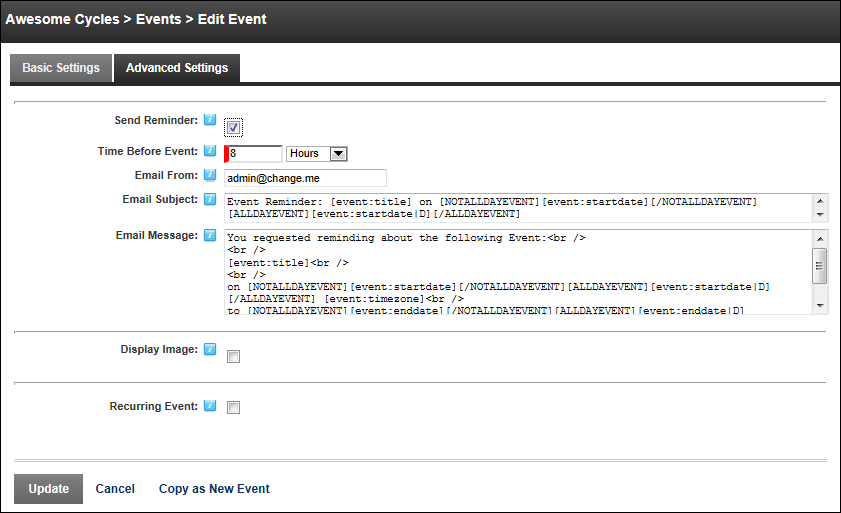 Awesome Cycles > Events > Edit Event
Basic Settings Advanced Settings
Send Reminder:
Time Before Event: 8 Hours
Email From: admin@change.me
Email Subject: Event Reminder: [event:title] on [NOTALLDAYEVENT][event:startdate][/NOTALLDAYEVENT]
[ALLDAYEVENT][event:startdate|D][/ALLDAYEVENT]
Email Message: You requested reminding about the following Event:<br />
<br />
[event:title]<br />
<br />
on [NOTALLDAYEVENT][event:startdate][/NOTALLDAYEVENT][ALLDAYEVENT][event:startdate|D]
[/ALLDAYEVENT] [event:timezone]<br />
to [NOTALLDAYEVENT][event:enddate][/NOTALLDAYEVENT][ALLDAYEVENT][event:enddate|D]
Display Image:
Recurring Event:
Update Cancel Copy as New Event